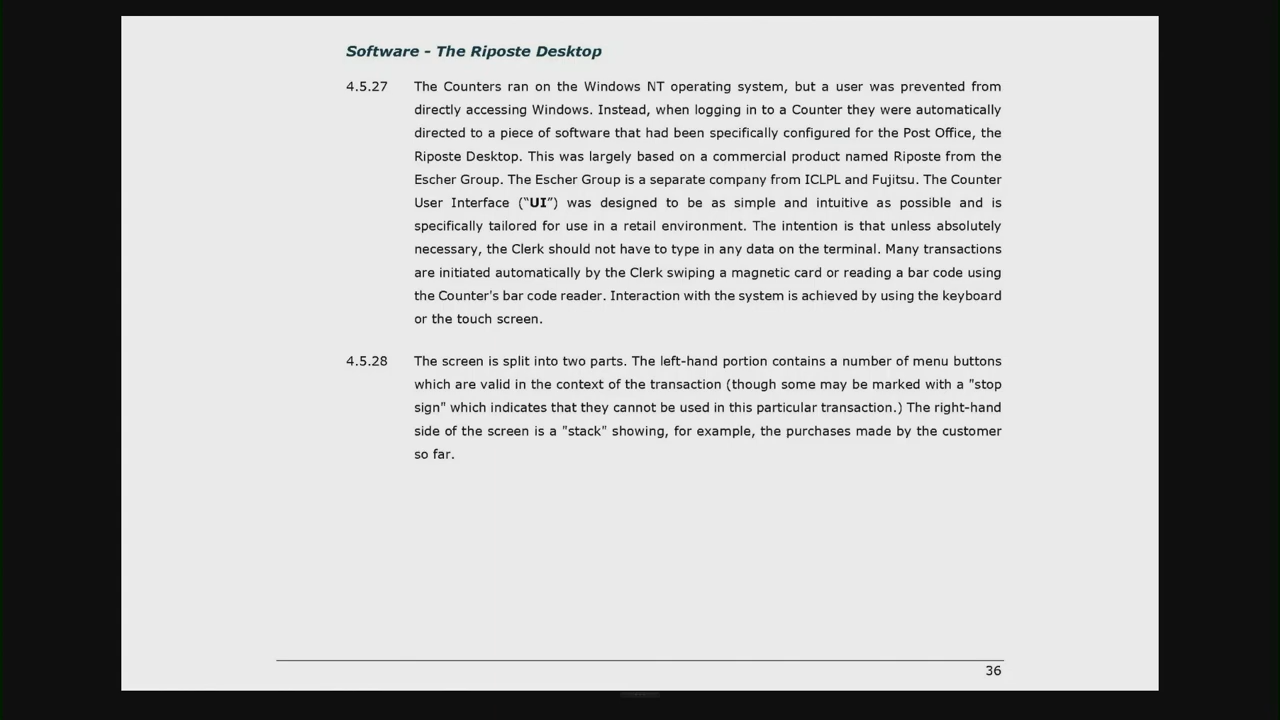 Software - The Riposte Desktop
4.5.27 The Counters ran on the Windows NT operating system, but a user was prevented from
directly accessing Windows. Instead, when logging in to a Counter they were automatically
directed to a piece of software that had been specifically configured for the Post Office, the
Riposte Desktop. This was largely based on a commercial product named Riposte from the
Escher Group. The Escher Group is a separate company from ICLPL and Fujitsu. The Counter
User Interface (“UI”) was designed to be as simple and intuitive as possible and is
specifically tailored for use in a retail environment. The intention is that unless absolutely
necessary, the Clerk should not have to type in any data on the terminal. Many transactions
are initiated automatically by the Clerk swiping a magnetic card or reading a bar code using
the Counter's bar code reader. Interaction with the system is achieved by using the keyboard
or the touch screen.
4.5.28 The screen is split into two parts. The left-hand portion contains a number of menu buttons
which are valid in the context of the transaction (though some may be marked with a "stop
sign" which indicates that they cannot be used in this particular transaction.) The right-hand
side of the screen is a "stack" showing, for example, the purchases made by the customer
so far.
36